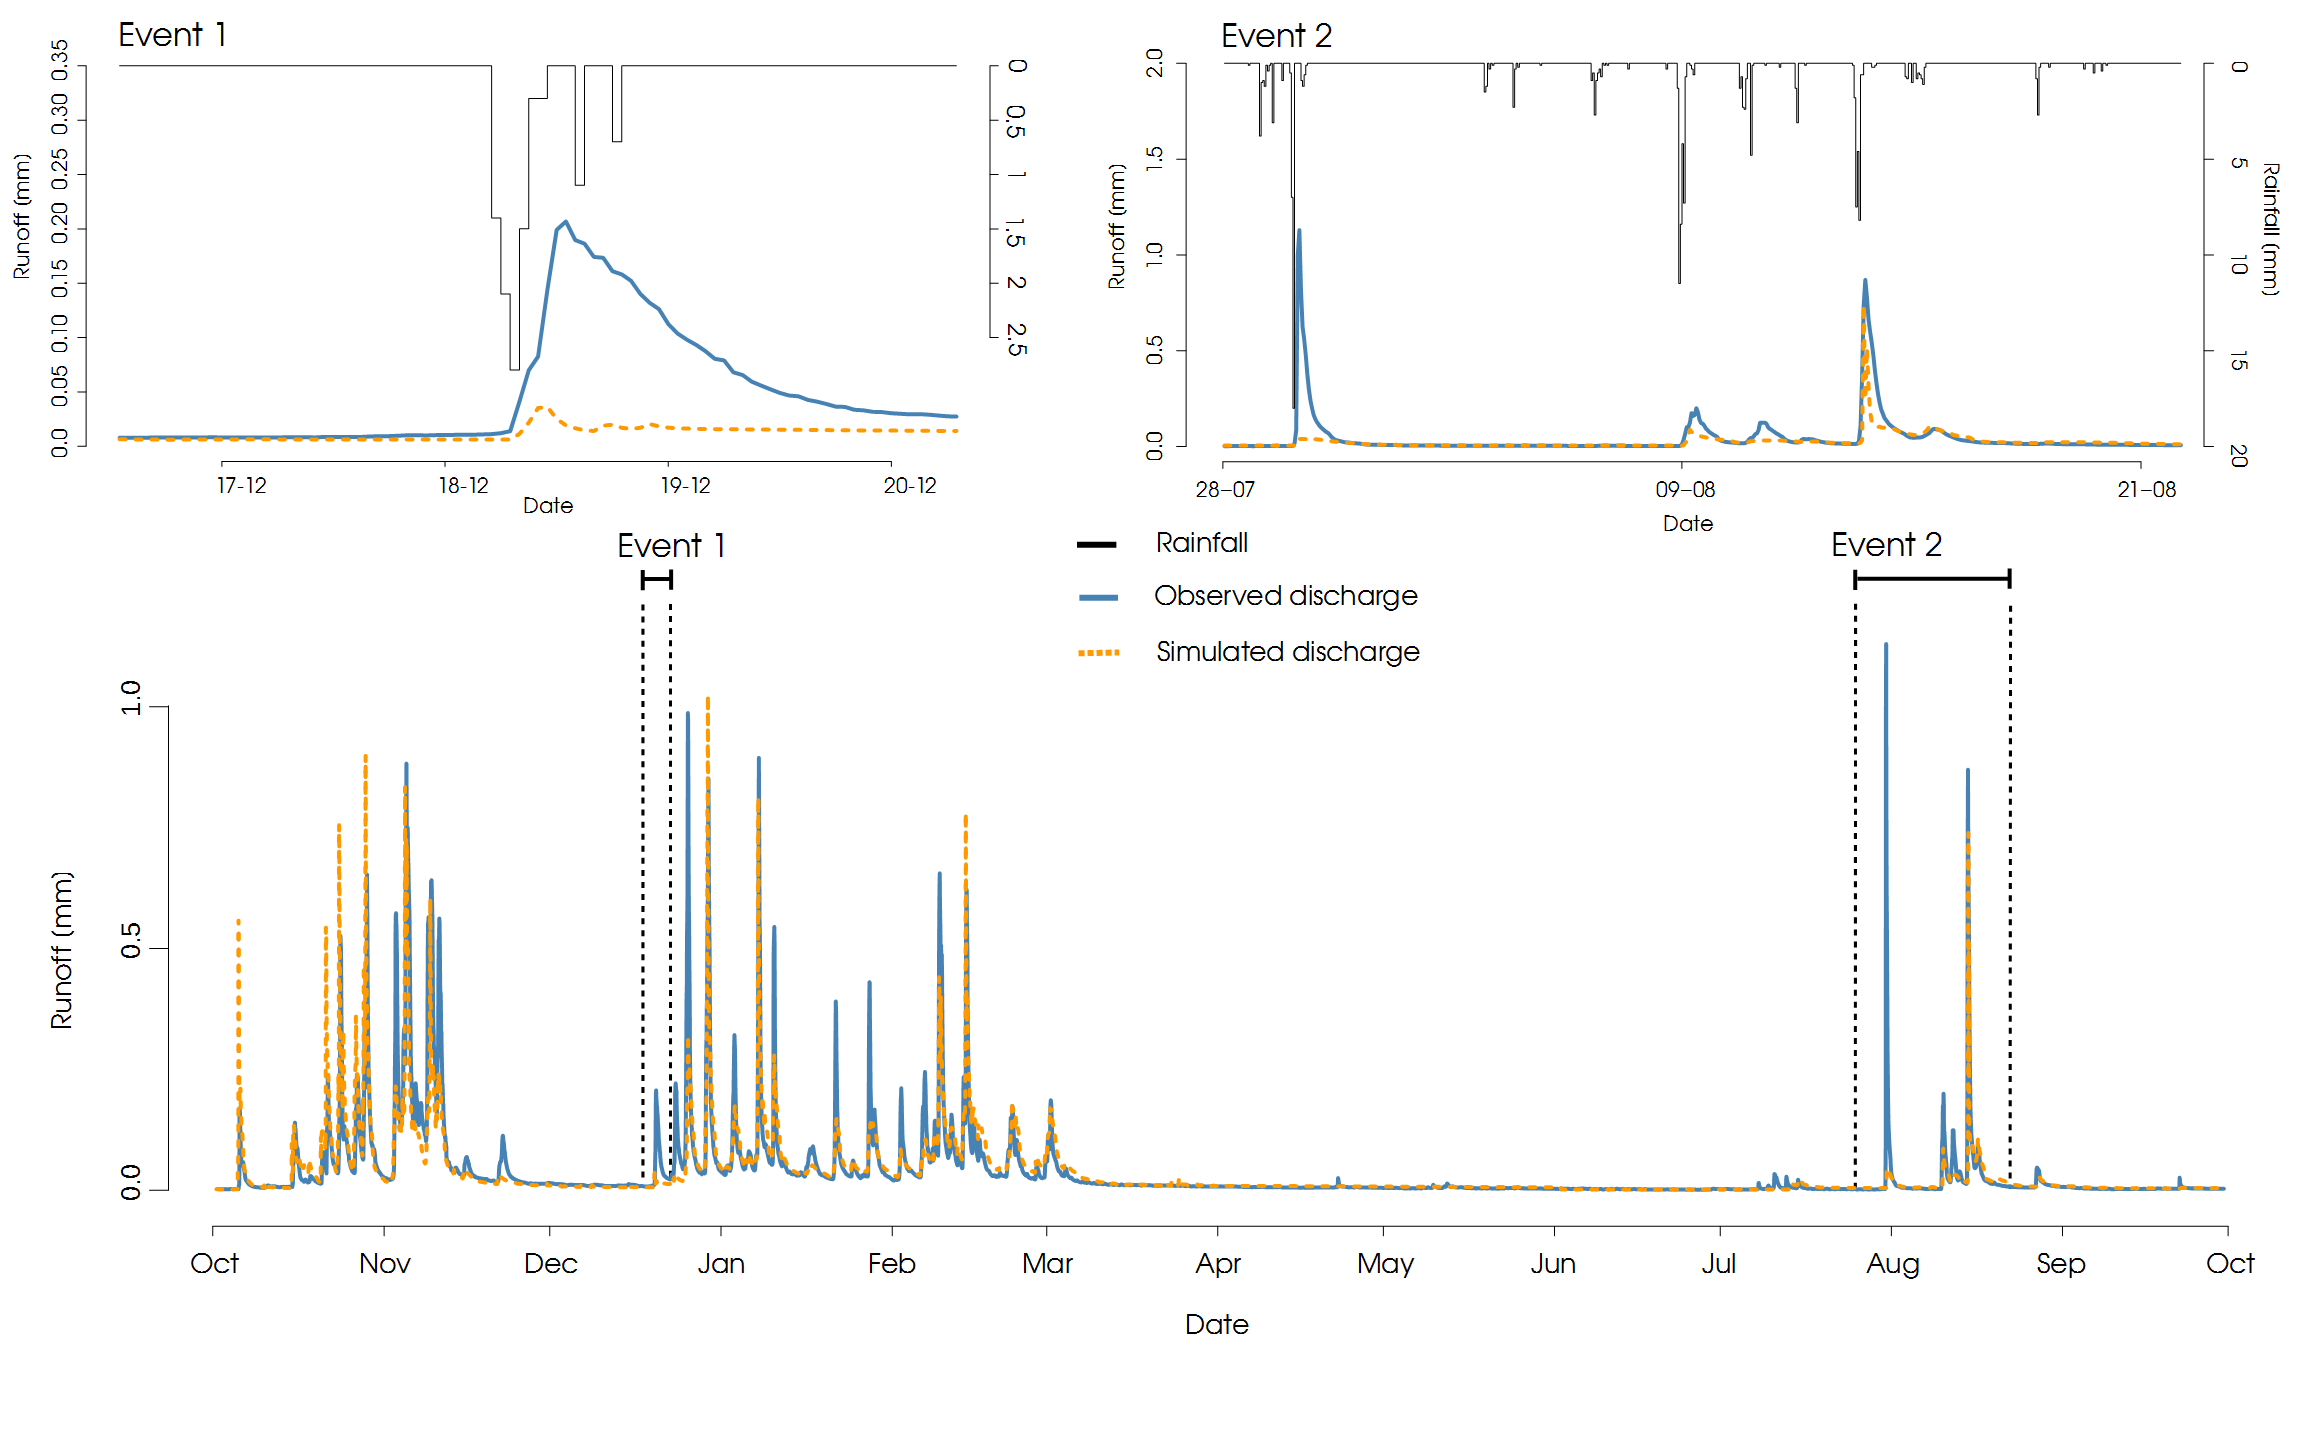 Event 1
Event 2
0.35
0.30
0.25
0.20
0.15
0.10
0.05
0.0
Runoff (mm)
0
0.5
1
1.5
2
2.5
17-12
18-12
19-12
20-12
Date
2.0
1.5
1.0
0.5
0.0
Runoff (mm)
0
5
10
15
20
Rainfall (mm)
28–07
09–08
21–08
Date
Event 1
Rainfall
Observed discharge
Simulated discharge
Event 2
1.0
0.5
0.0
Runoff (mm)
Oct
Nov
Dec
Jan
Feb
Mar
Apr
May
Jun
Jul
Aug
Sep
Oct
Date